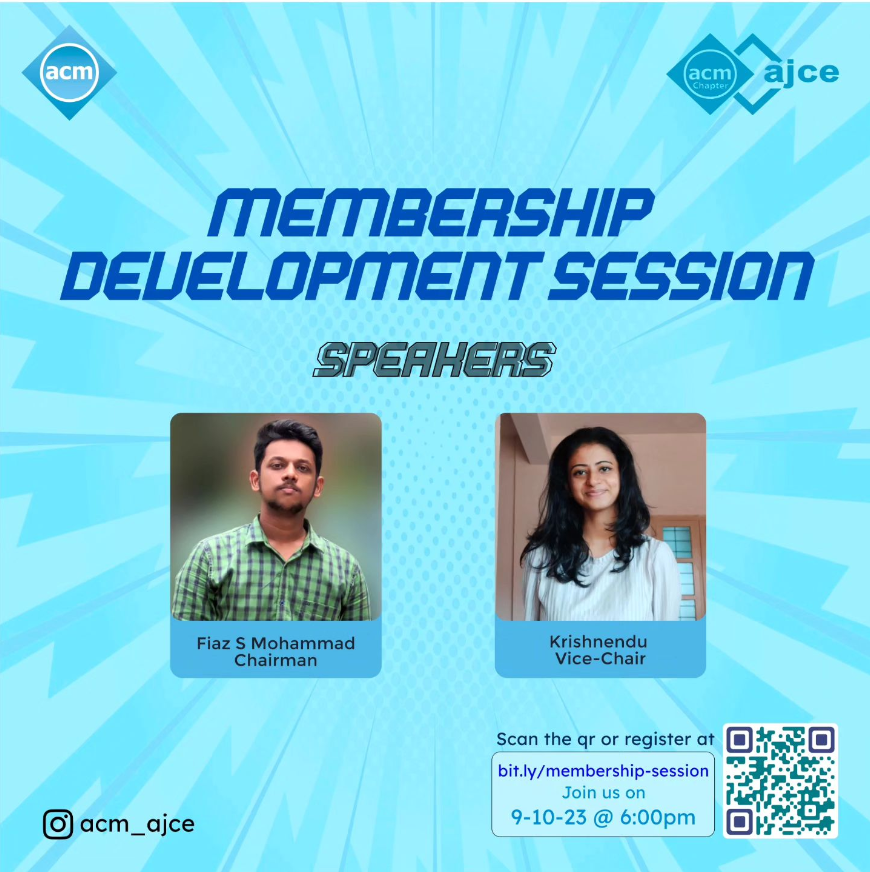 acm
acm
Chapter
ajce
MEMBERSHIP
DEVELOPMENT SESSION
SPEAKERS
Fiaz S Mohammad
Chairman
Krishnendu
Vice-Chair
Scan the qr or register at
bit.ly/membership-session
Join us on
9-10-23 @ 6:00pm
acm_ajce